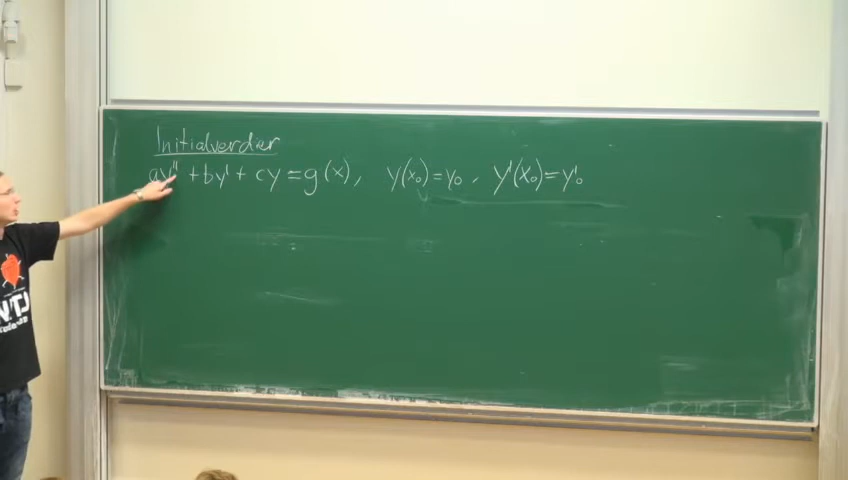 Initialverdier
ay'' + by' + cy = g(x), y(x₀)=y₀, y'(x₀)=y'₀